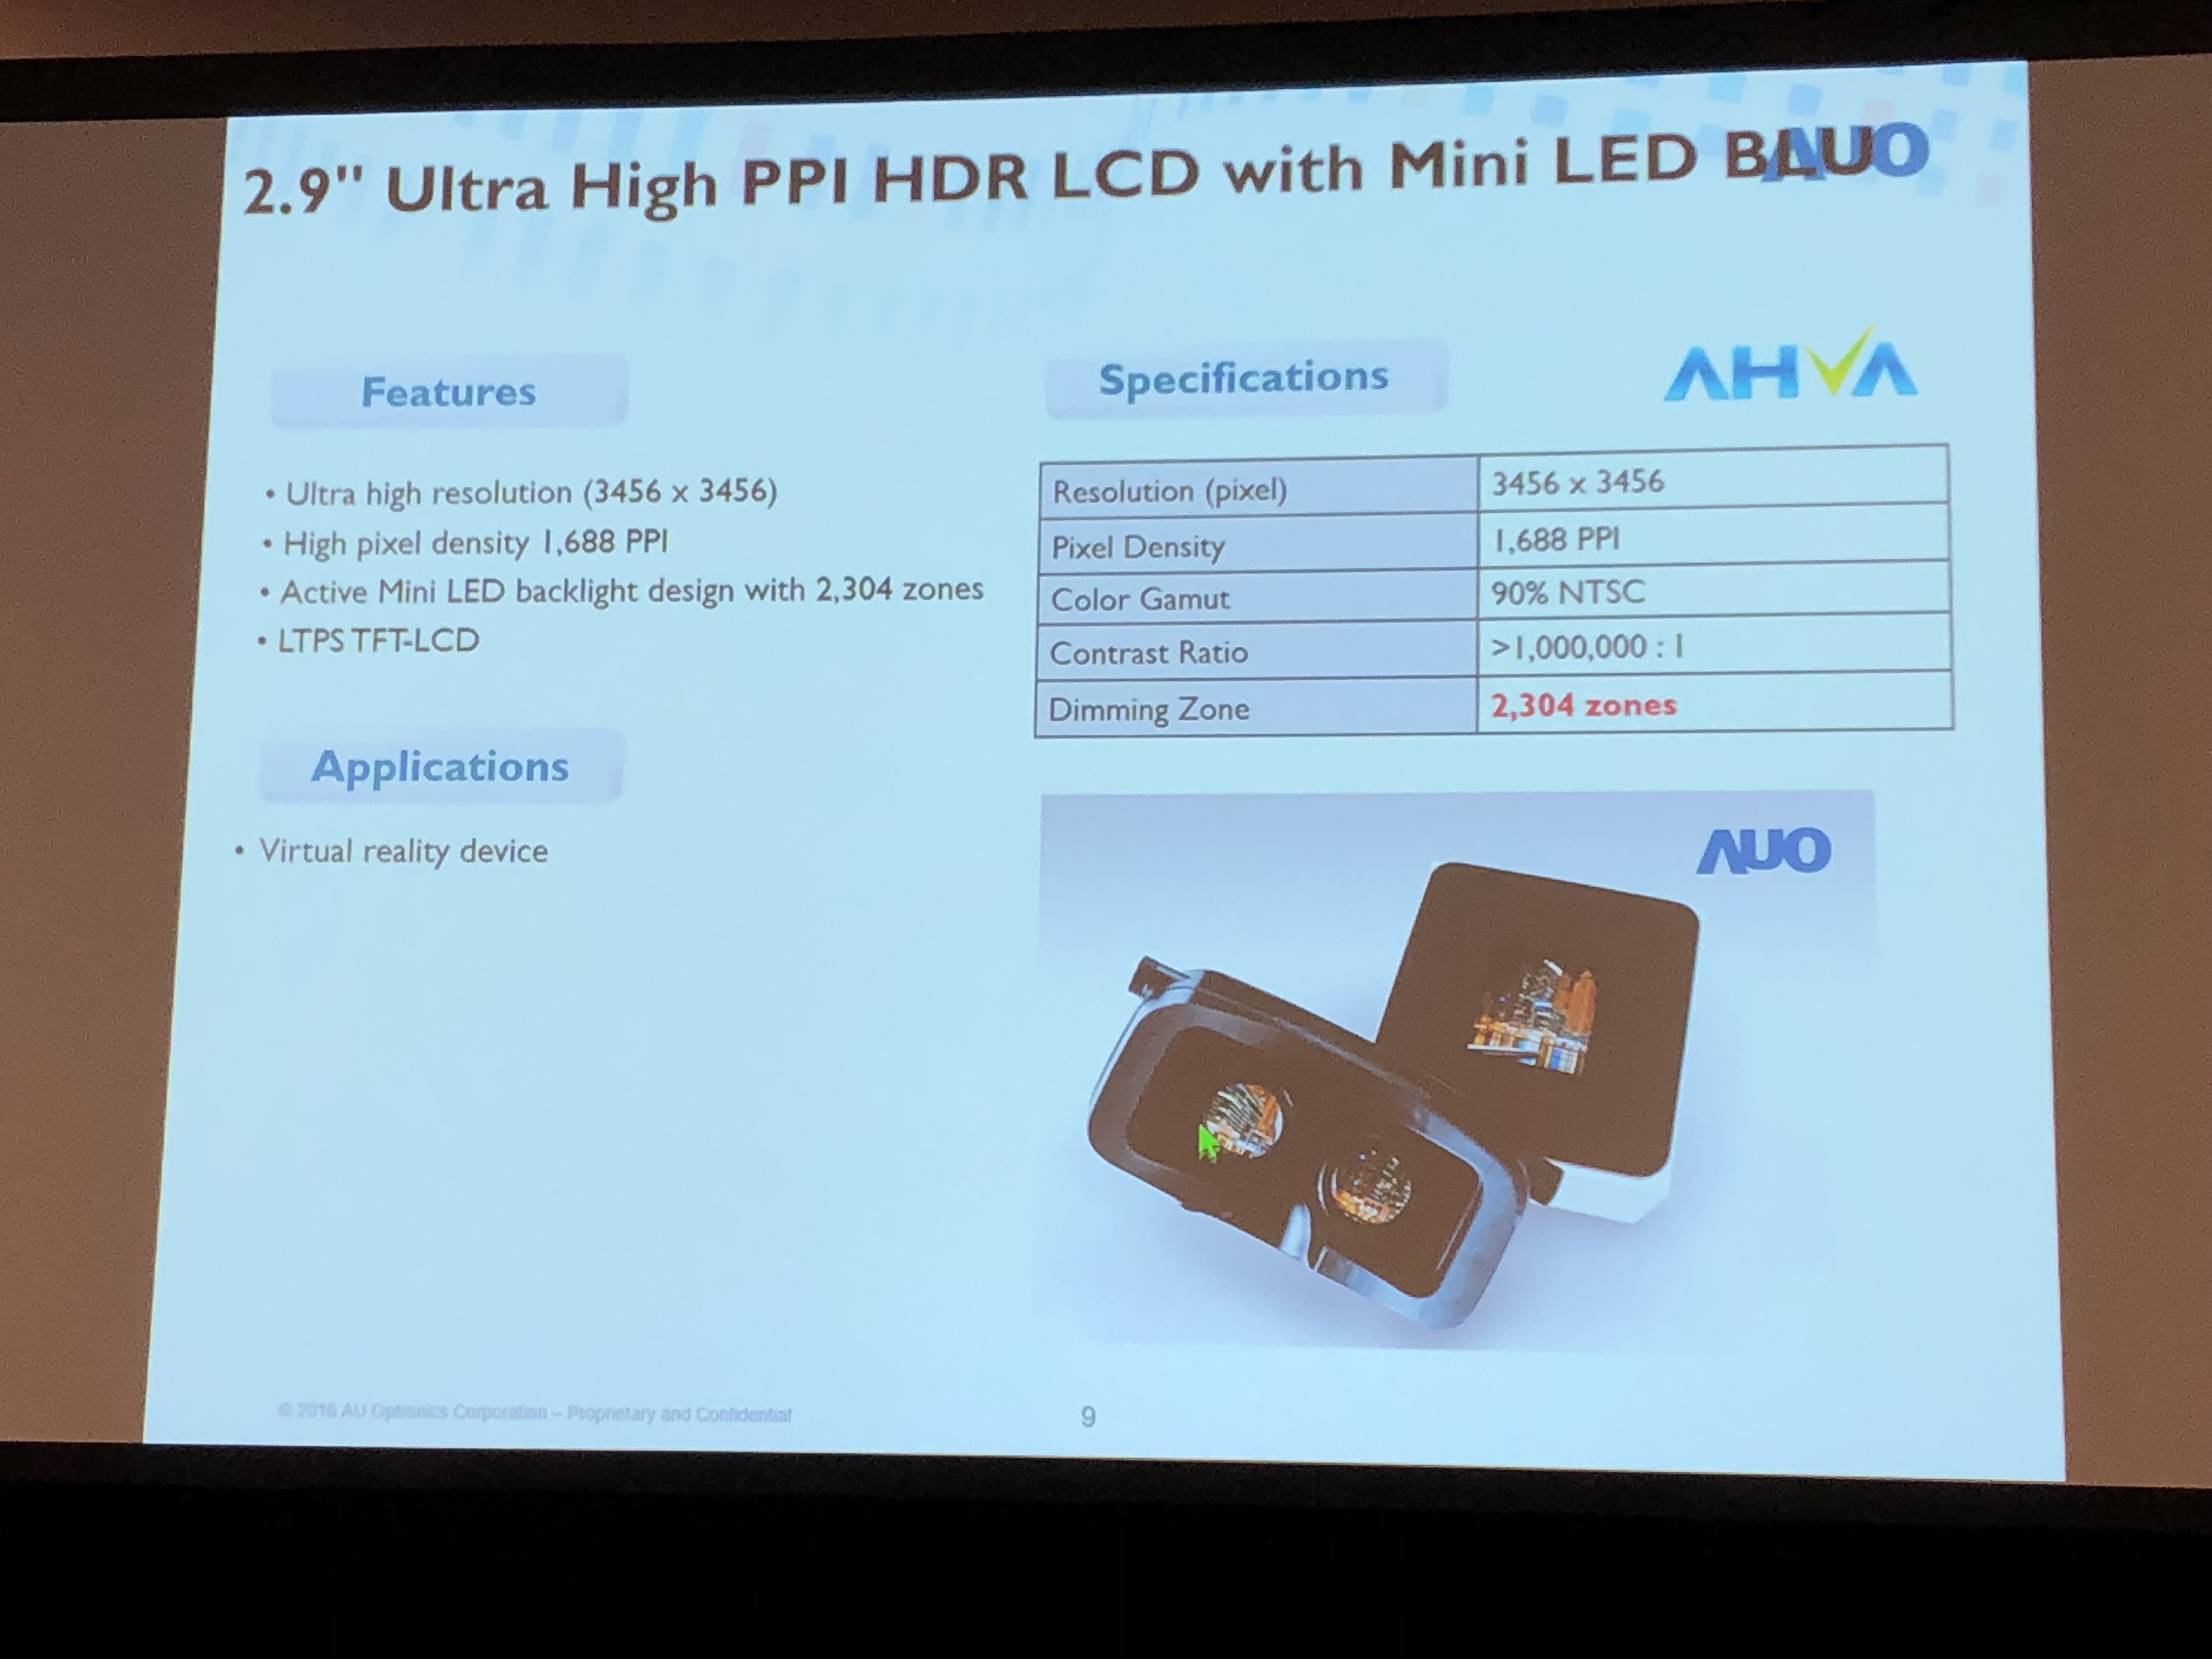 2.9" Ultra High PPI HDR LCD with Mini LED BLU
AUO
Features
• Ultra high resolution (3456 x 3456)
• High pixel density 1,688 PPI
• Active Mini LED backlight design with 2,304 zones
• LTPS TFT-LCD
Applications
• Virtual reality device
Specifications
AHVA
Resolution (pixel) 3456 x 3456
Pixel Density 1,688 PPI
Color Gamut 90% NTSC
Contrast Ratio >1,000,000 : 1
Dimming Zone 2,304 zones
AUO
© 2016 AU Optronics Corporation – Proprietary and Confidential
9